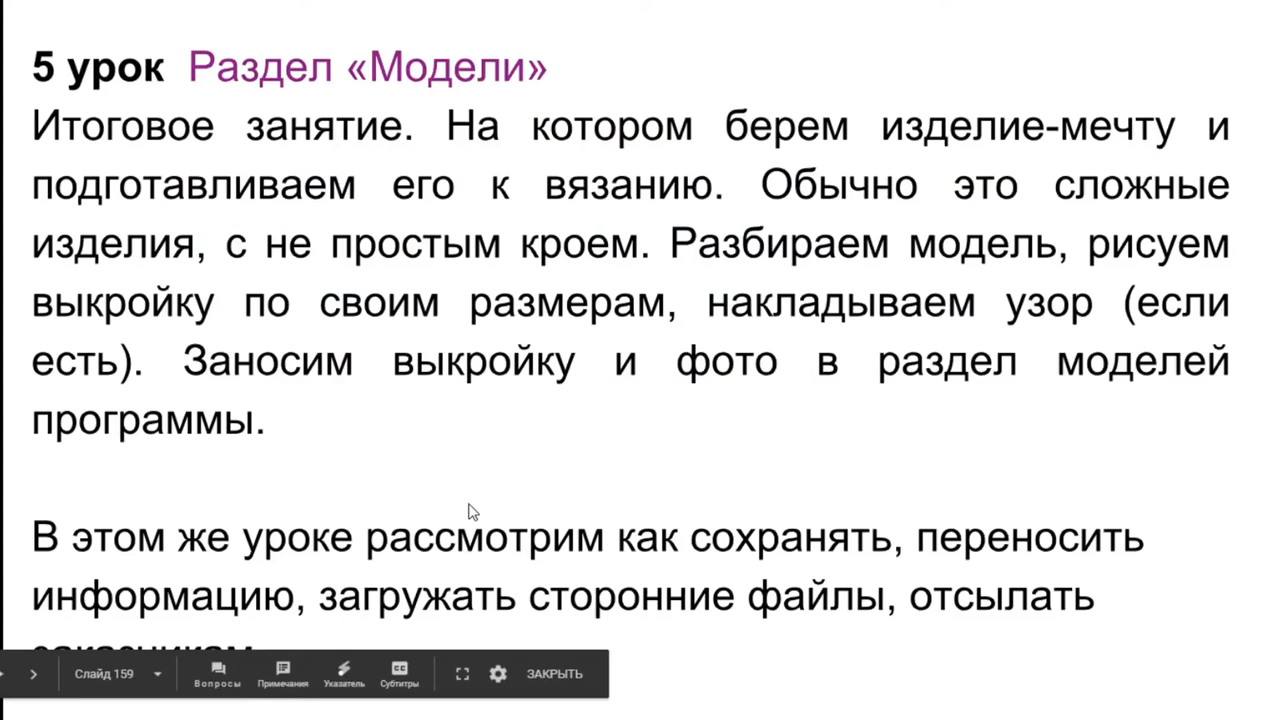 5 урок Раздел «Модели»
Итоговое занятие. На котором берем изделие-мечту и
подготавливаем его к вязанию. Обычно это сложные
изделия, с не простым кроем. Разбираем модель, рисуем
выкройку по своим размерам, накладываем узор (если
есть). Заносим выкройку и фото в раздел моделей
программы.
В этом же уроке рассмотрим как сохранять, переносить
информацию, загружать сторонние файлы, отсылать
Слайд 159 Вопросы Примечания Указатель Субтитры ЗАКРЫТЬ